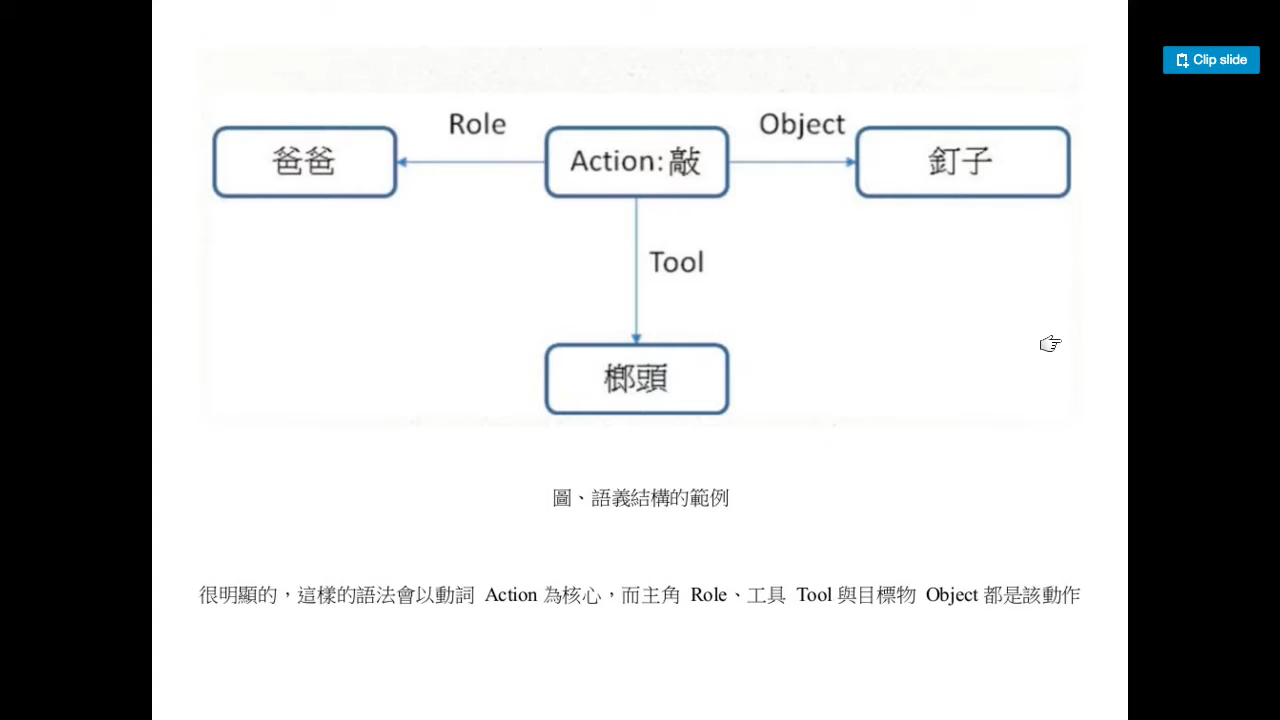 Clip slide
Role
Object
爸爸
Action: 敲
釘子
Tool
榔頭
圖、語義結構的範例
很明顯的，這樣的語法會以動詞 Action 為核心，而主角 Role、工具 Tool 與目標物 Object 都是該動作